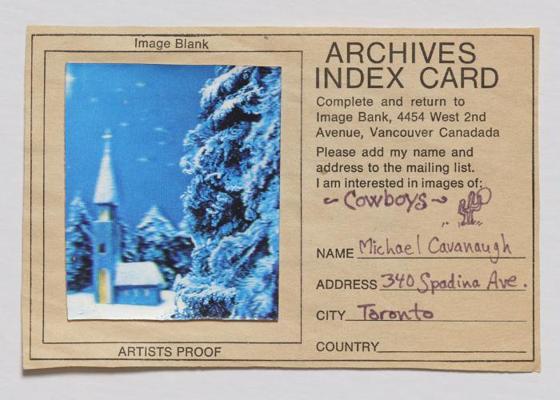 Image Blank
ARTISTS PROOF
ARCHIVES
INDEX CARD
Complete and return to
Image Bank, 4454 West 2nd
Avenue, Vancouver Canadada
Please add my name and
address to the mailing list.
I am interested in images of:
~ Cowboys ~
NAME Michael Cavanaugh
ADDRESS 340 Spadina Ave.
CITY Toronto
COUNTRY